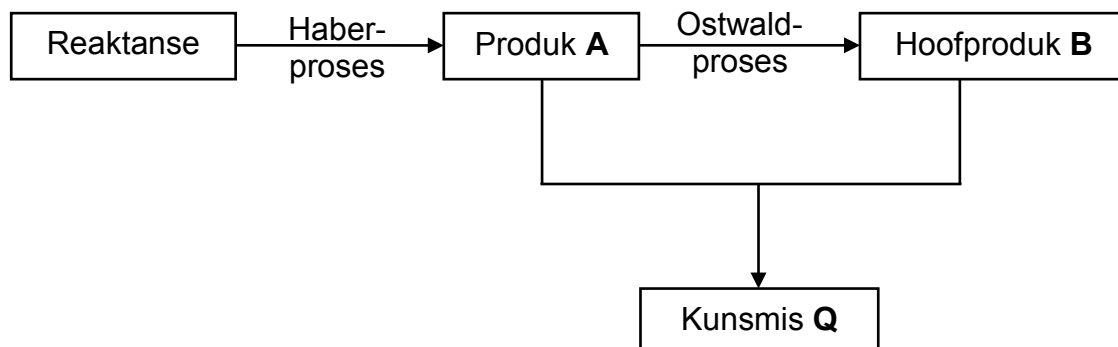 Reaktanse
Haber-
proses
Produk A
Ostwald-
proses
Hoofproduk B
Kunsmis Q